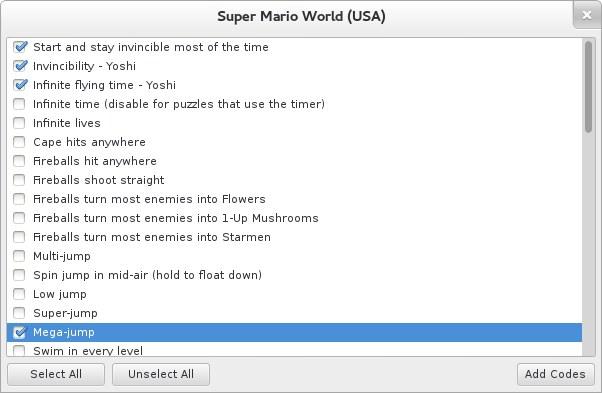 Super Mario World (USA)
Start and stay invincible most of the time
Invincibility - Yoshi
Infinite flying time - Yoshi
Infinite time (disable for puzzles that use the timer)
Infinite lives
Cape hits anywhere
Fireballs hit anywhere
Fireballs shoot straight
Fireballs turn most enemies into Flowers
Fireballs turn most enemies into 1-Up Mushrooms
Fireballs turn most enemies into Starmen
Multi-jump
Spin jump in mid-air (hold to float down)
Low jump
Super-jump
Mega-jump
Swim in every level
Select All
Unselect All
Add Codes